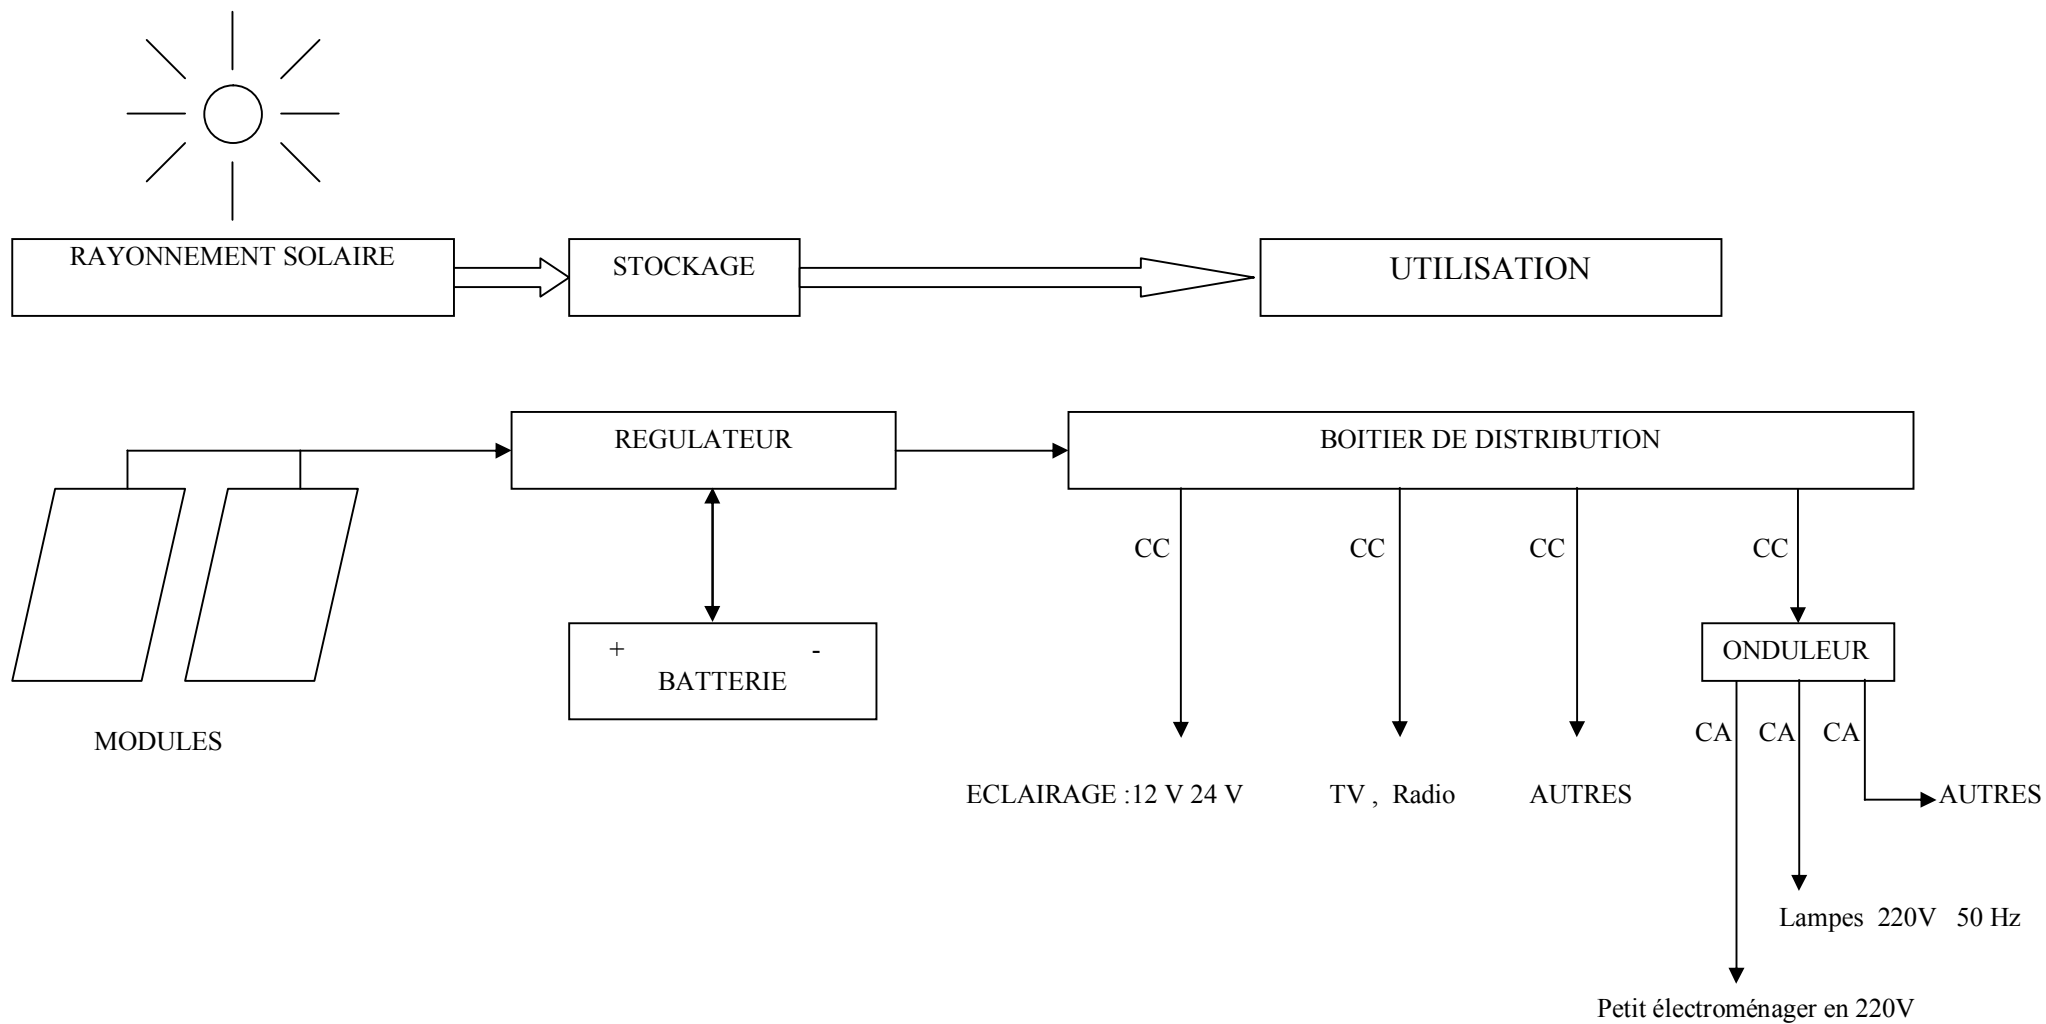 RAYONNEMENT SOLAIRE
STOCKAGE
UTILISATION
REGULATEUR
BOITIER DE DISTRIBUTION
CC
CC
CC
CC
+ -
BATTERIE
ONDULEUR
MODULES
CA
CA
CA
ECLAIRAGE :12 V 24 V
TV , Radio
AUTRES
AUTRES
Lampes 220V 50 Hz
Petit électroménager en 220V